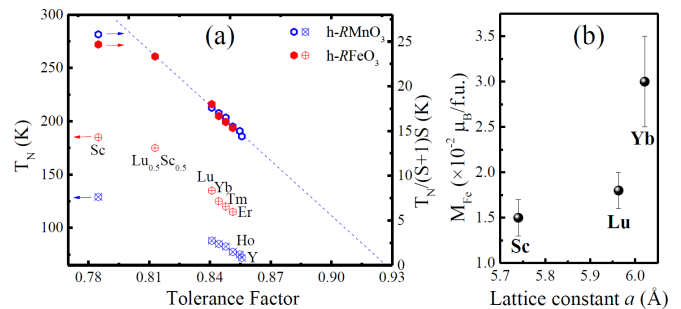 (a)
h-RMnO3
h-RFeO3
300
250
200
150
100
TN (K)
25
20
15
10
5
0
TN/(S+1)S (K)
Sc
Lu0.5Sc0.5
Lu
Yb
Tm
Er
Ho
Y
0.78
0.81
0.84
0.87
0.90
0.93
Tolerance Factor
(b)
3.5
3.0
2.5
2.0
1.5
1.0
MFe (×10-2 μB/f.u.)
Yb
Lu
Sc
5.7
5.8
5.9
6.0
Lattice constant a (Å)